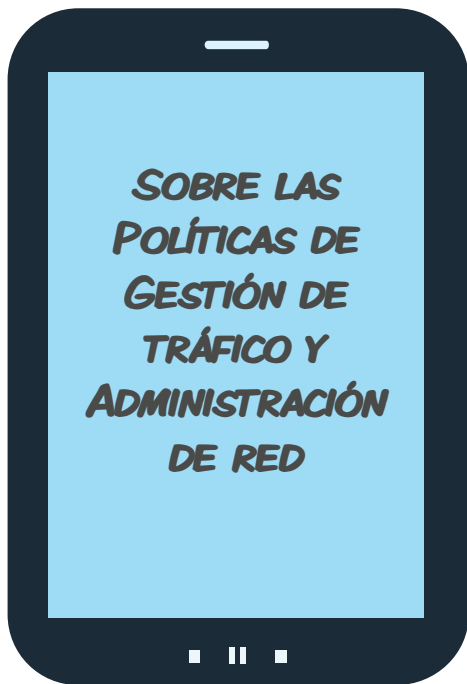 Sobre las
Políticas de
Gestión de
tráfico y
Administración
de red